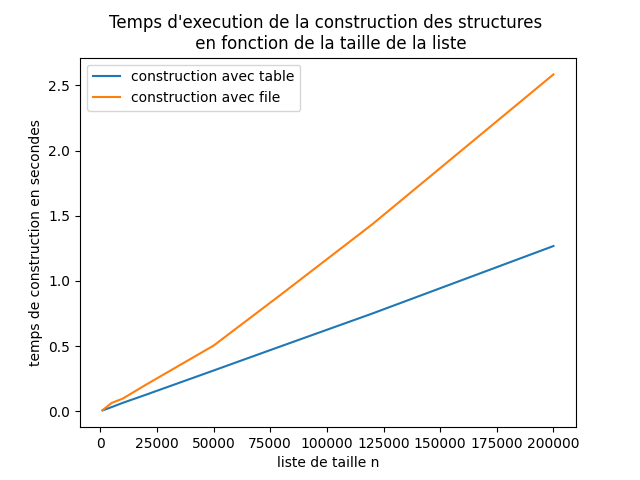 Temps d'execution de la construction des structures
en fonction de la taille de la liste
construction avec table
construction avec file
temps de construction en secondes
2.5
2.0
1.5
1.0
0.5
0.0
0 25000 50000 75000 100000 125000 150000 175000 200000
liste de taille n